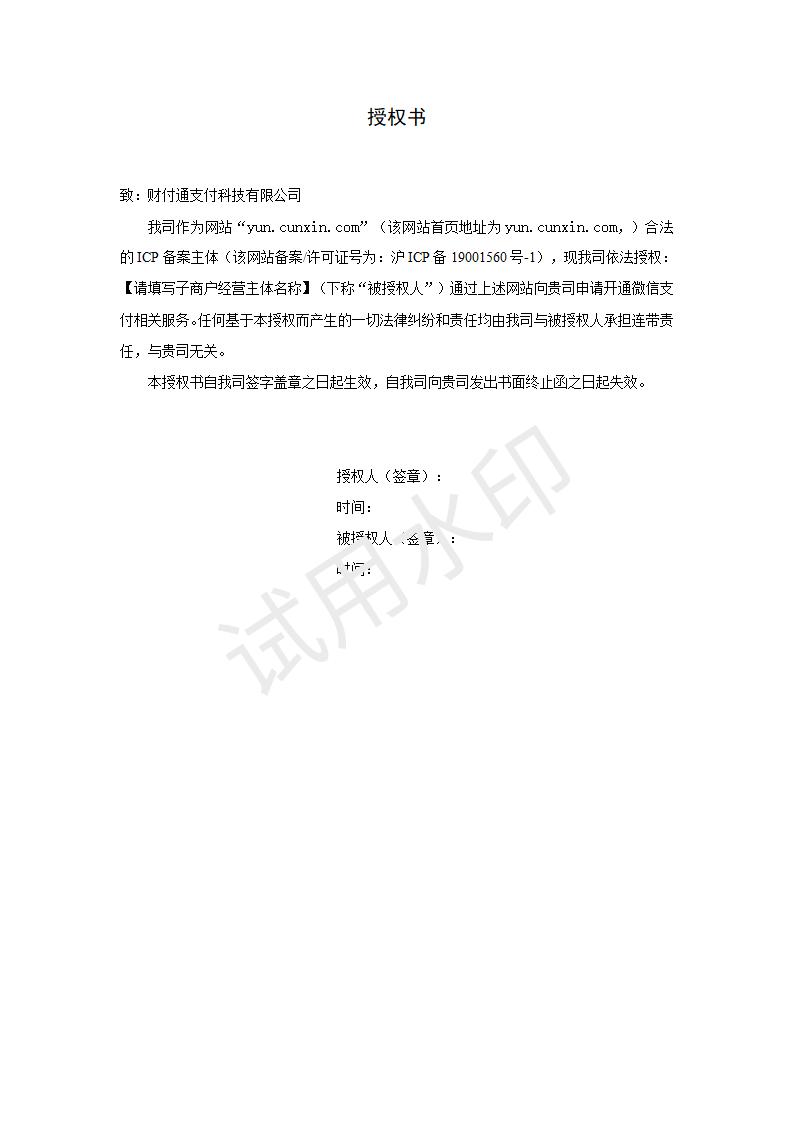 授权书
致：财付通支付科技有限公司
我司作为网站“yun.cunxin.com”（该网站首页地址为 yun.cunxin.com，）合法
的 ICP 备案主体（该网站备案/许可证号为：沪 ICP 备 19001560 号-1），现我司依法授权：
【请填写子商户经营主体名称】（下称“被授权人”）通过上述网站向贵司申请开通微信支
付相关服务。任何基于本授权而产生的一切法律纠纷和责任均由我司与被授权人承担连带责
任，与贵司无关。
本授权书自我司签字盖章之日起生效，自我司向贵司发出书面终止函之日起失效。
授权人（签章）：
时间：
被授权人（签章）：
时间：
试用水印